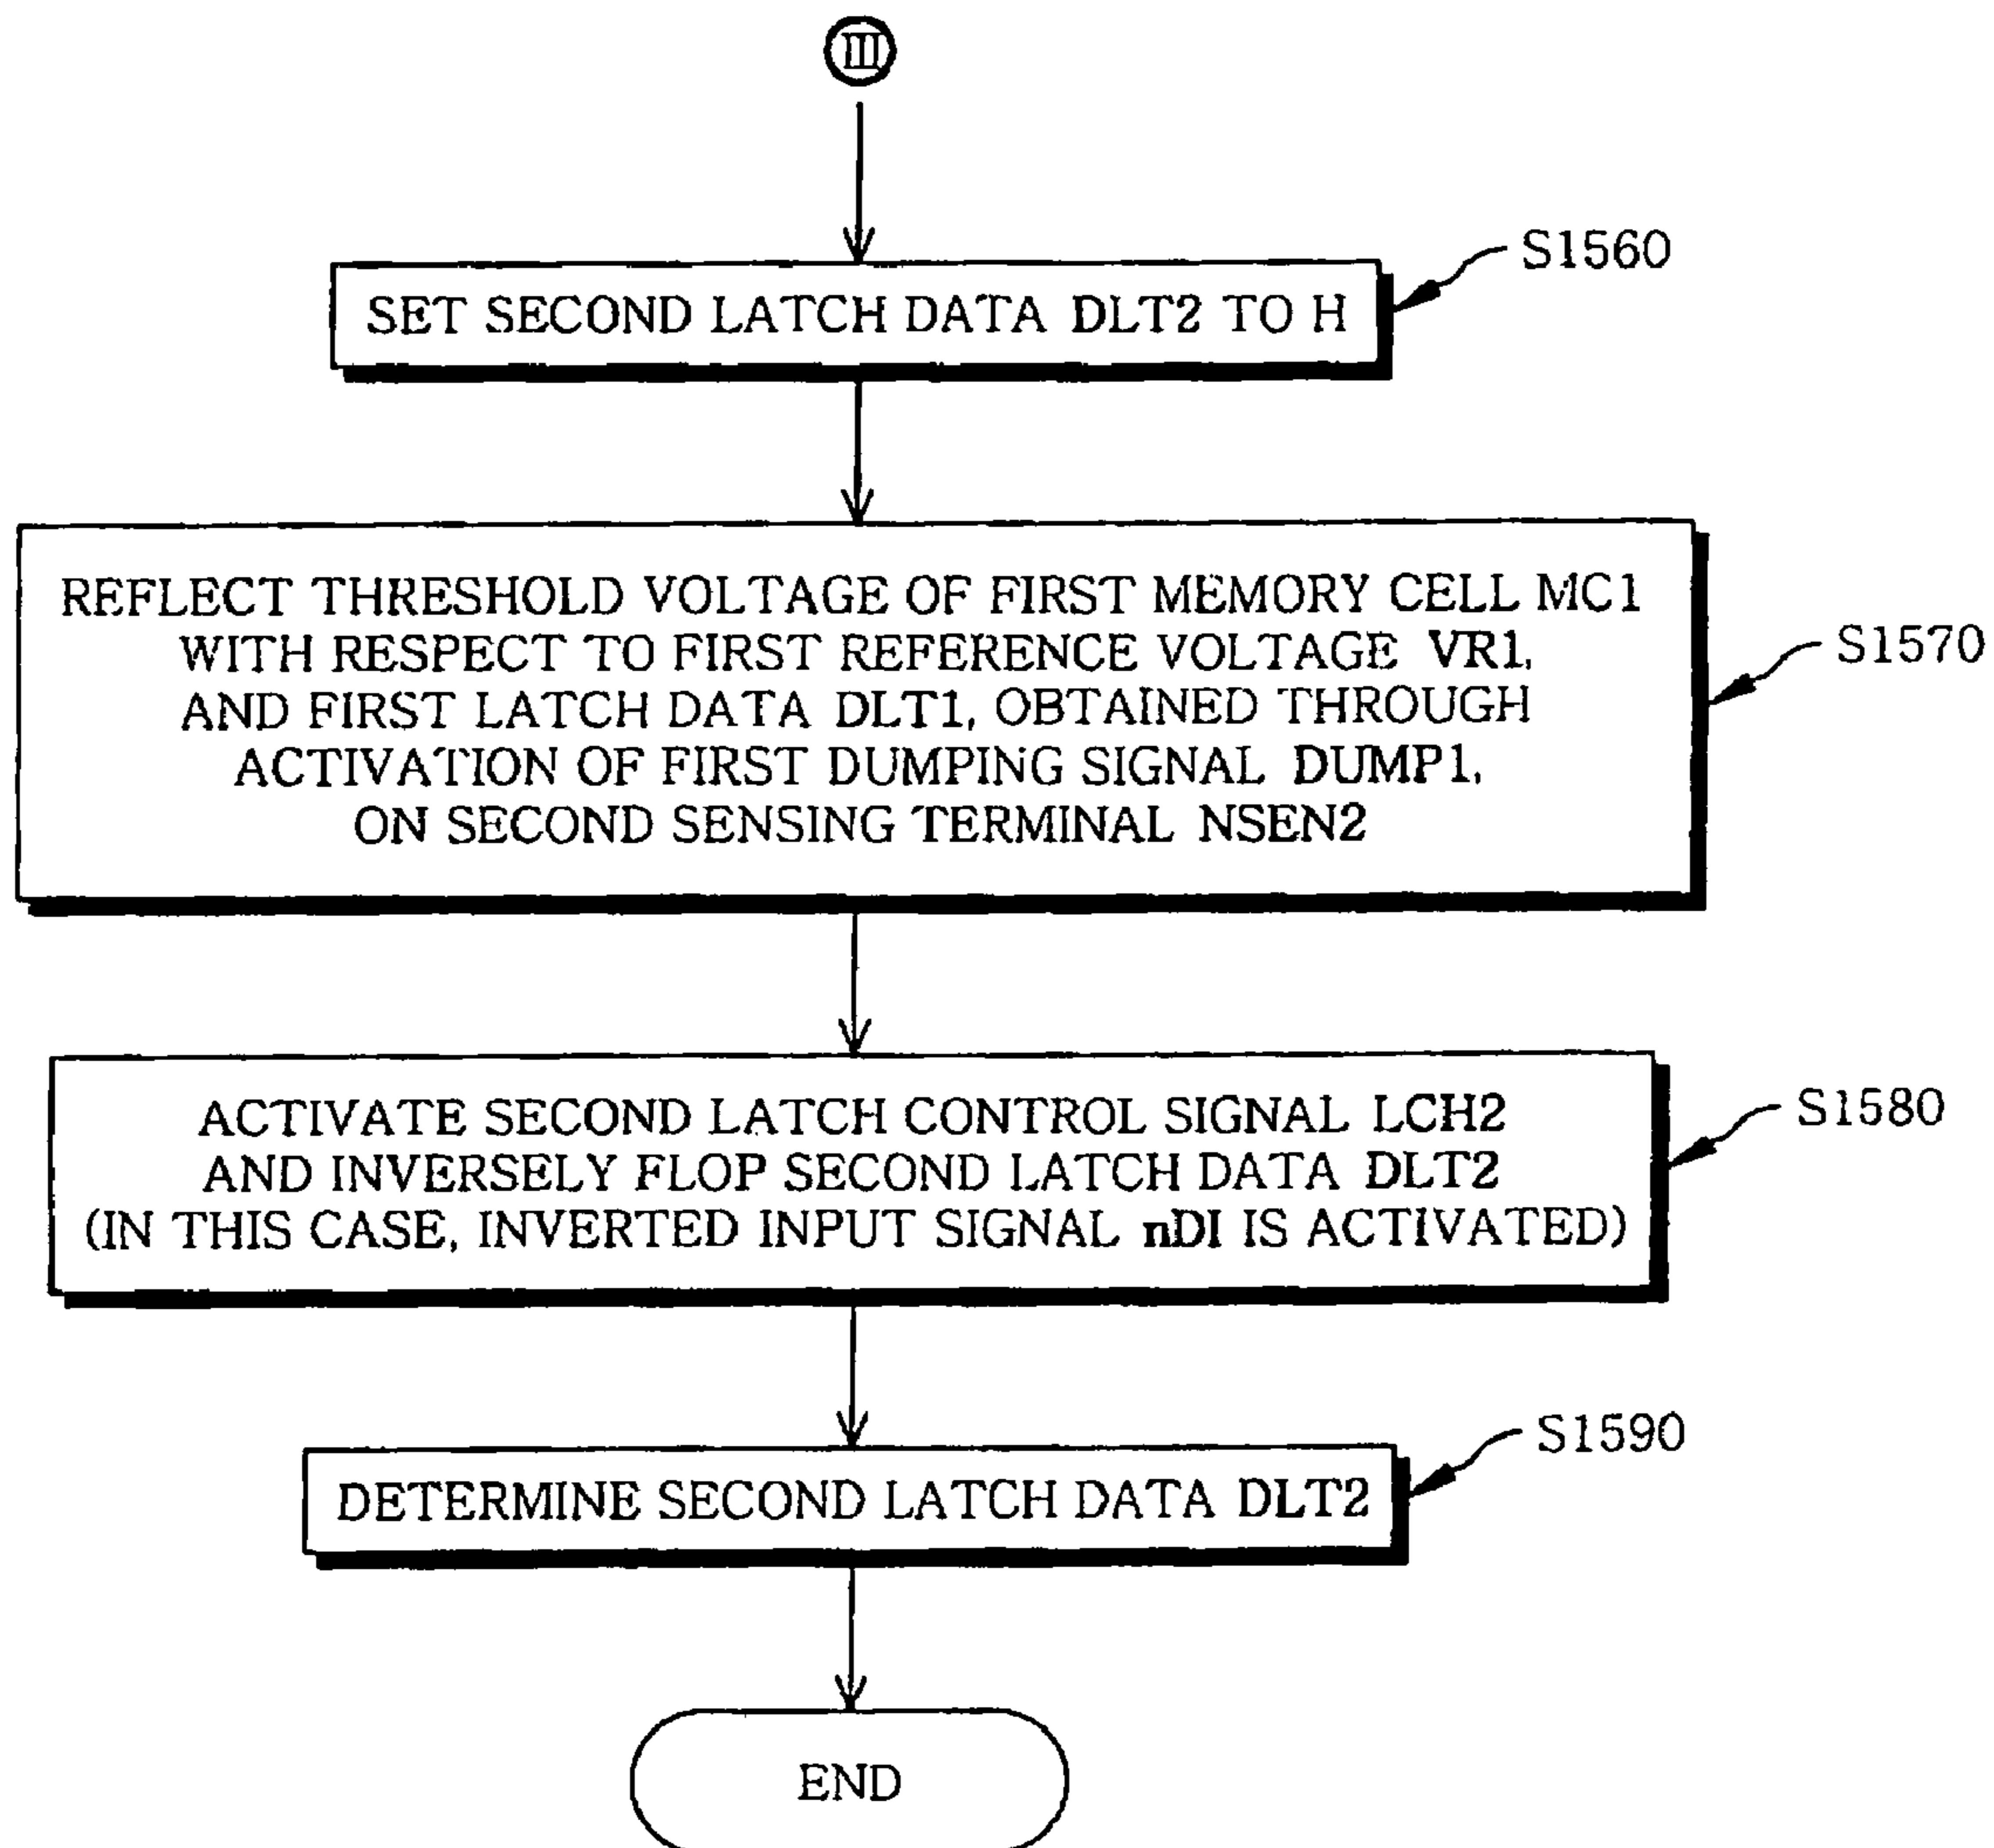 III
SET SECOND LATCH DATA DLT2 TO H
S1560
REFLECT THRESHOLD VOLTAGE OF FIRST MEMORY CELL MC1
WITH RESPECT TO FIRST REFERENCE VOLTAGE VR1,
AND FIRST LATCH DATA DLT1, OBTAINED THROUGH
ACTIVATION OF FIRST DUMPING SIGNAL DUMP1,
ON SECOND SENSING TERMINAL NSEN2
S1570
ACTIVATE SECOND LATCH CONTROL SIGNAL LCH2
AND INVERSELY FLOP SECOND LATCH DATA DLT2
(IN THIS CASE, INVERTED INPUT SIGNAL nDI IS ACTIVATED)
S1580
DETERMINE SECOND LATCH DATA DLT2
S1590
END